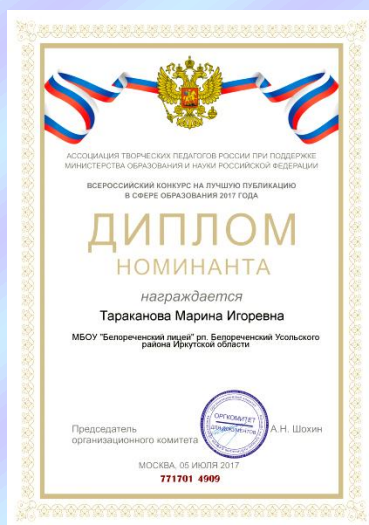 АССОЦИАЦИЯ ТВОРЧЕСКИХ ПЕДАГОГОВ РОССИИ ПРИ ПОДДЕРЖКЕ
МИНИСТЕРСТВА ОБРАЗОВАНИЯ И НАУКИ РОССИЙСКОЙ ФЕДЕРАЦИИ
ВСЕРОССИЙСКИЙ КОНКУРС НА ЛУЧШУЮ ПУБЛИКАЦИЮ
В СФЕРЕ ОБРАЗОВАНИЯ 2017 ГОДА
ДИПЛОМ
НОМИНАНТА
награждается
Тараканова Марина Игоревна
МБОУ "Белореченский лицей" рп. Белореченский Усольского
района Иркутской области
Председатель
организационного комитета
ОРГКОМИТЕТ
ДЛЯ ДОКУМЕНТОВ
А.Н. Шохин
МОСКВА, 05 ИЮЛЯ 2017
771701 4909